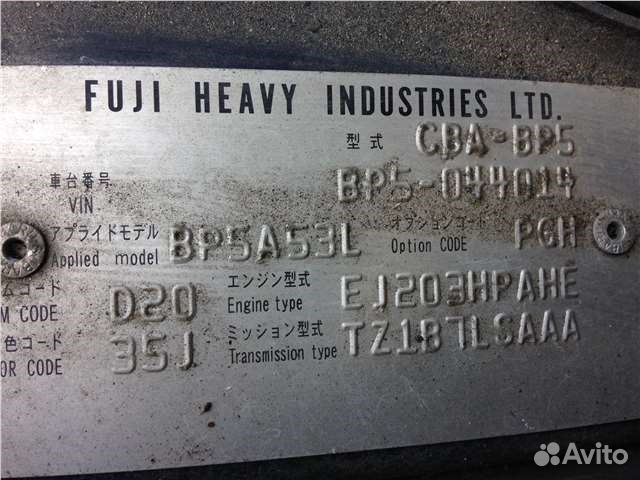 FUJI HEAVY INDUSTRIES LTD.
型式 CBA-BP5
車台番号 VIN. BP5-044014
アプライドモデル Applied model BP5A53L オプションコード Option CODE PGH
ムコード M CODE D20 エンジン型式 Engine type EJ203HPAHE
色コード OR CODE 35J ミッション型式 Transmission type TZ1B7LSAAA
Avito